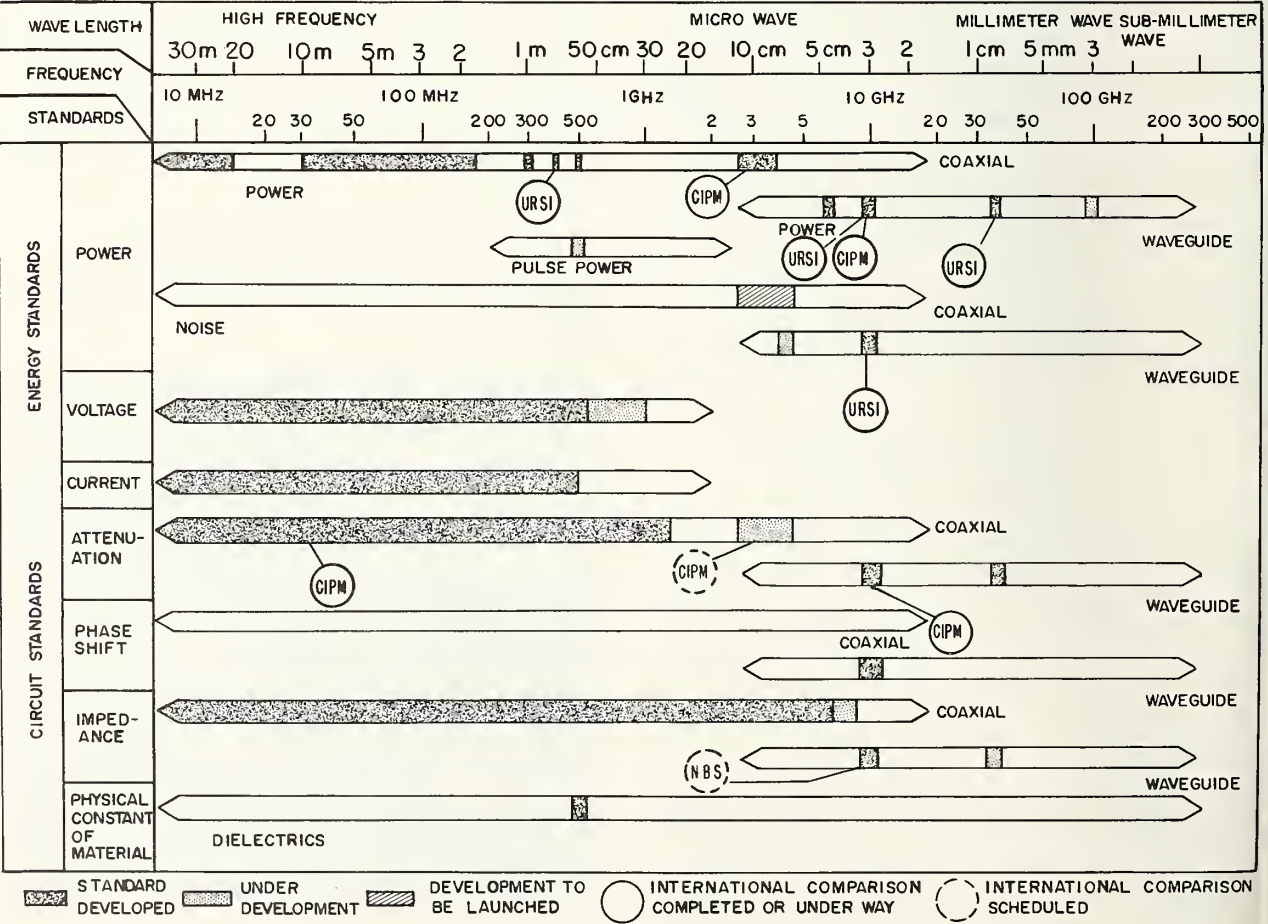 WAVE LENGTH
HIGH FREQUENCY
MICRO WAVE
MILLIMETER WAVE SUB-MILLIMETER
WAVE
30m 20 10m 5m 3 2 1m 50cm 30 20 10cm 5cm 3 2 1cm 5mm 3
FREQUENCY
10 MHz 100 MHz 1GHz 10 GHz 100 GHz
STANDARDS
20 30 50 200 300 500 2 3 5 20 30 50 200 300 500
ENERGY STANDARDS
POWER
COAXIAL
POWER
URSI
CIPM
POWER
WAVEGUIDE
URSI
CIPM
URSI
PULSE POWER
NOISE
COAXIAL
WAVEGUIDE
URSI
VOLTAGE
CURRENT
CIRCUIT STANDARDS
ATTENU-
ATION
COAXIAL
CIPM
CIPM
WAVEGUIDE
CIPM
PHASE
SHIFT
COAXIAL
WAVEGUIDE
IMPED-
ANCE
COAXIAL
NBS
WAVEGUIDE
PHYSICAL
CONSTANT
OF
MATERIAL
DIELECTRICS
STANDARD
DEVELOPED
UNDER
DEVELOPMENT
DEVELOPMENT TO
BE LAUNCHED
INTERNATIONAL COMPARISON
COMPLETED OR UNDER WAY
INTERNATIONAL COMPARISON
SCHEDULED